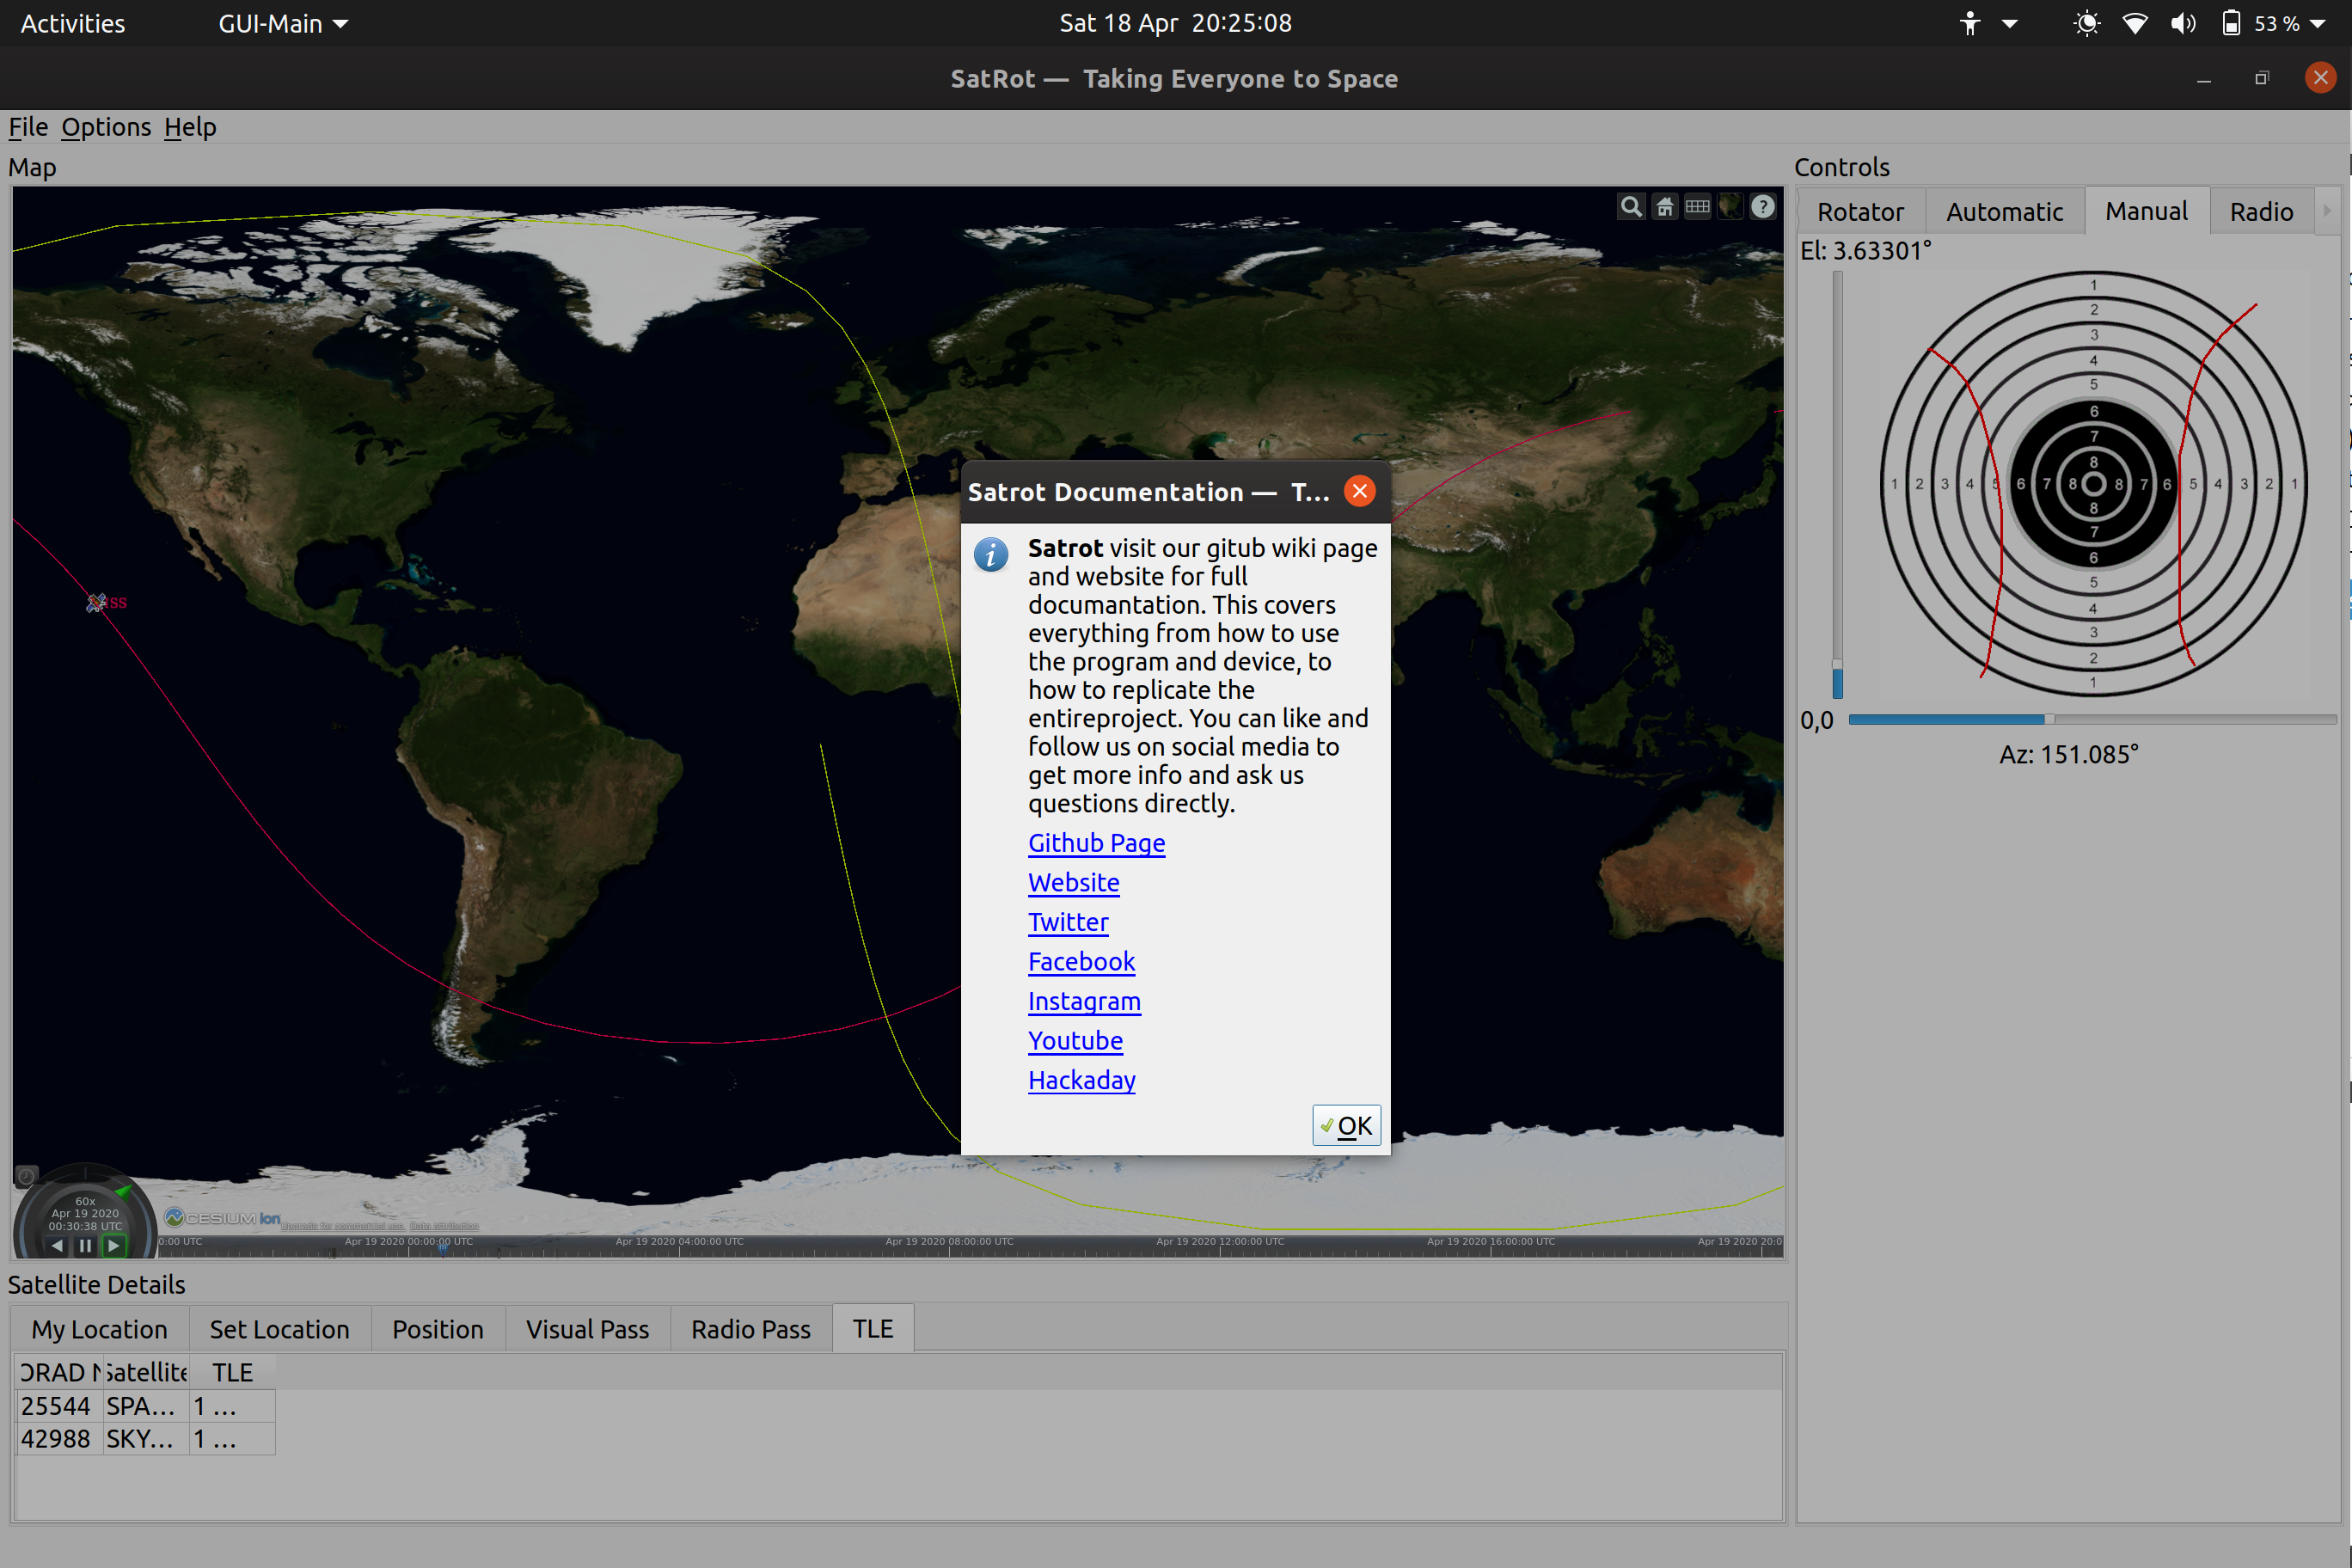 Activities GUI-Main Sat 18 Apr 20:25:08 53 %
SatRot — Taking Everyone to Space
File Options Help
Map
Controls
Rotator Automatic Manual Radio
El: 3.63301°
1
2
3
4
5
6
7
8
1 2 3 4 5 6 7 8 8 7 6 5 4 3 2 1
8
7
6
5
4
3
2
1
0,0
Az: 151.085°
ISS
Satrot Documentation — T...
Satrot visit our gitub wiki page
and website for full
documantation. This covers
everything from how to use
the program and device, to
how to replicate the
entireproject. You can like and
follow us on social media to
get more info and ask us
questions directly.
Github Page
Website
Twitter
Facebook
Instagram
Youtube
Hackaday
OK
60x
Apr 19 2020
00:30:38 UTC
CESIUM ion Upgrade for commercial use. Data attribution
0:00 UTC Apr 19 2020 00:00:00 UTC Apr 19 2020 04:00:00 UTC Apr 19 2020 08:00:00 UTC Apr 19 2020 12:00:00 UTC Apr 19 2020 16:00:00 UTC Apr 19 2020 20:0
Satellite Details
My Location Set Location Position Visual Pass Radio Pass TLE
ORAD N Satellite TLE
25544 SPA... 1 ...
42988 SKY... 1 ...